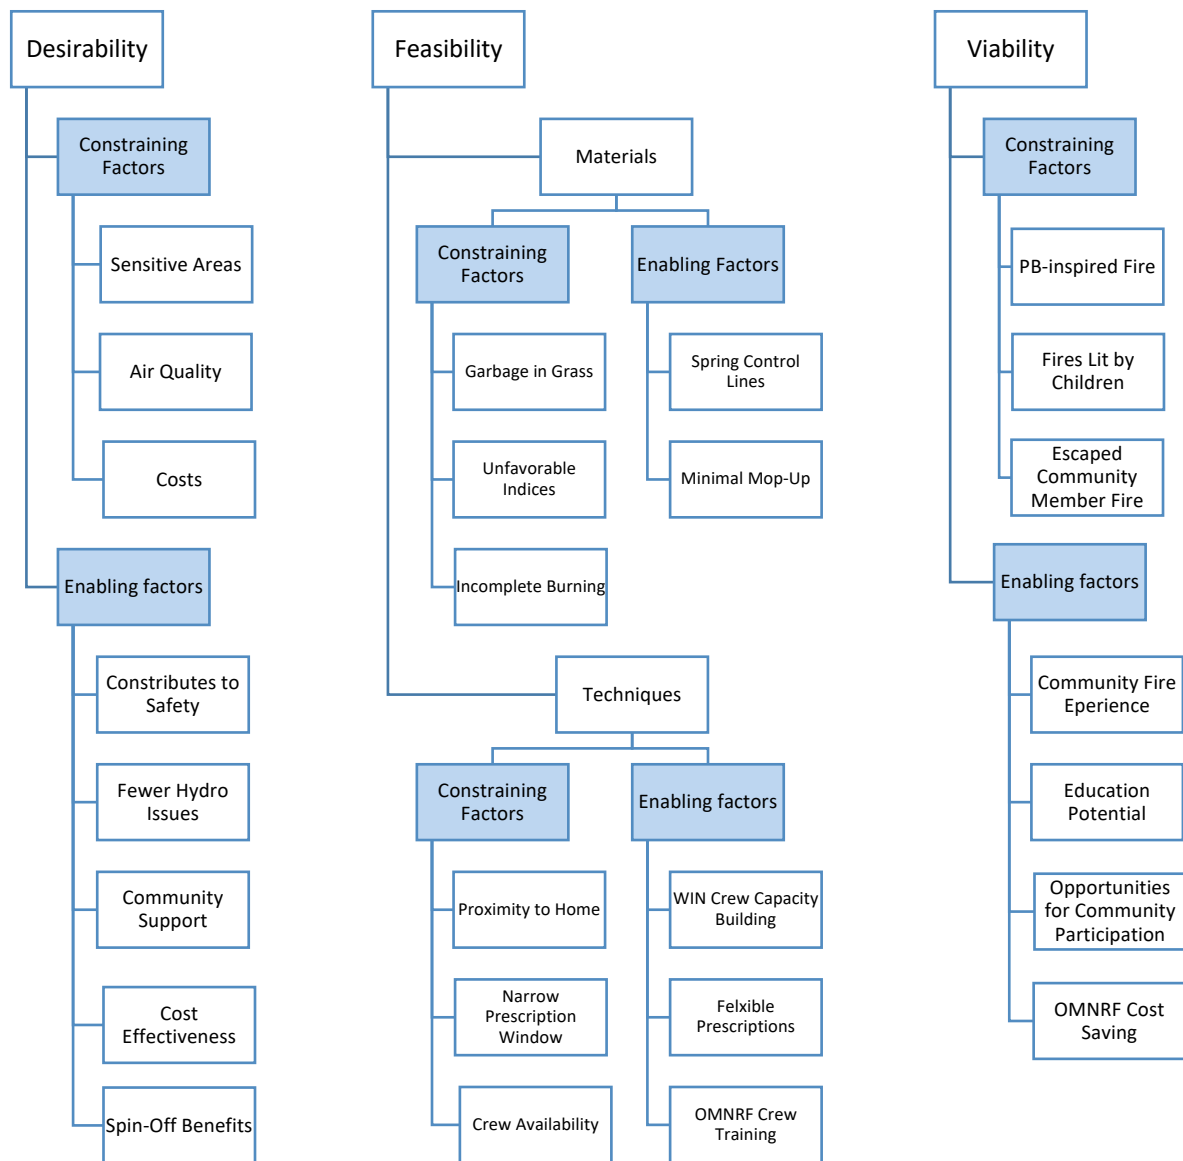 Desirability
Constraining
Factors
Sensitive Areas
Air Quality
Costs
Enabling factors
Constributes to
Safety
Fewer Hydro
Issues
Community
Support
Cost
Effectiveness
Spin-Off Benefits
Feasibility
Materials
Constraining
Factors
Garbage in Grass
Unfavorable
Indices
Incomplete Burning
Enabling Factors
Spring Control
Lines
Minimal Mop-Up
Techniques
Constraining
Factors
Proximity to Home
Narrow
Prescription
Window
Crew Availability
Enabling factors
WIN Crew Capacity
Building
Felxible
Prescriptions
OMNRF Crew
Training
Viability
Constraining
Factors
PB-inspired Fire
Fires Lit by
Children
Escaped
Community
Member Fire
Enabling factors
Community Fire
Eperience
Education
Potential
Opportunities
for Community
Participation
OMNRF Cost
Saving